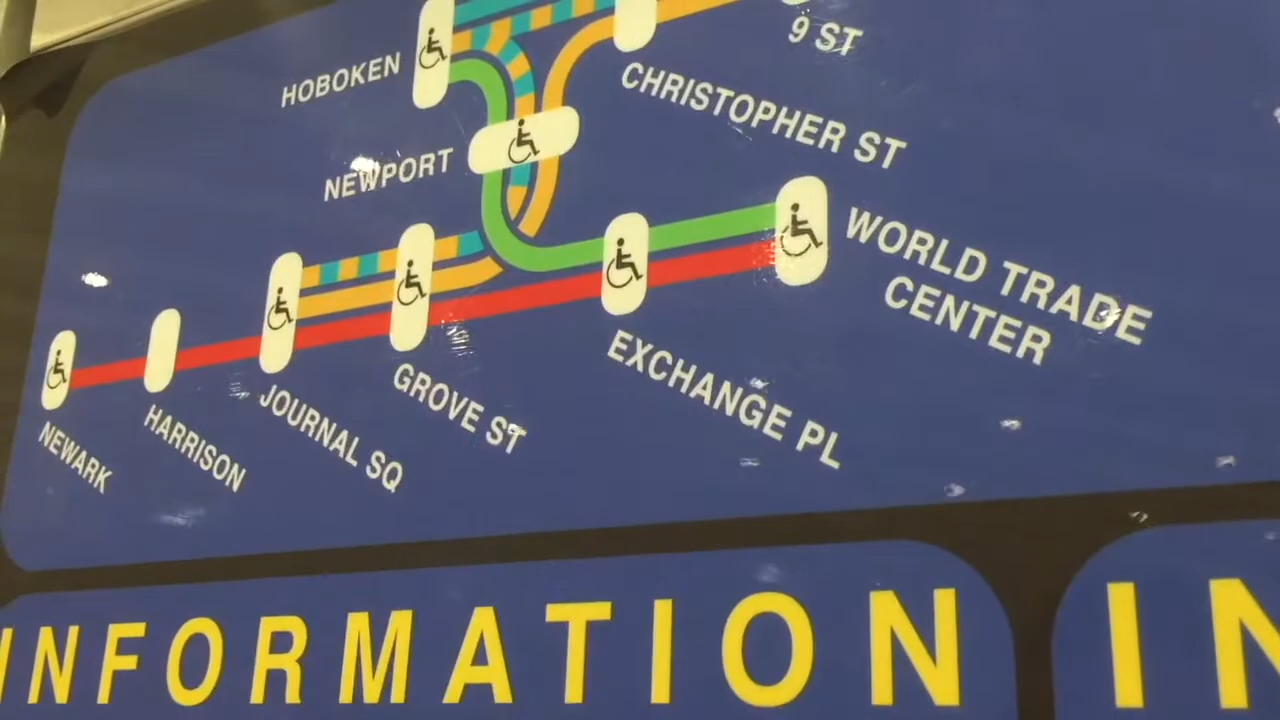 9 ST
HOBOKEN
CHRISTOPHER ST
NEWPORT
WORLD TRADE
CENTER
EXCHANGE PL
GROVE ST
JOURNAL SQ
HARRISON
NEWARK
INFORMATION
IN